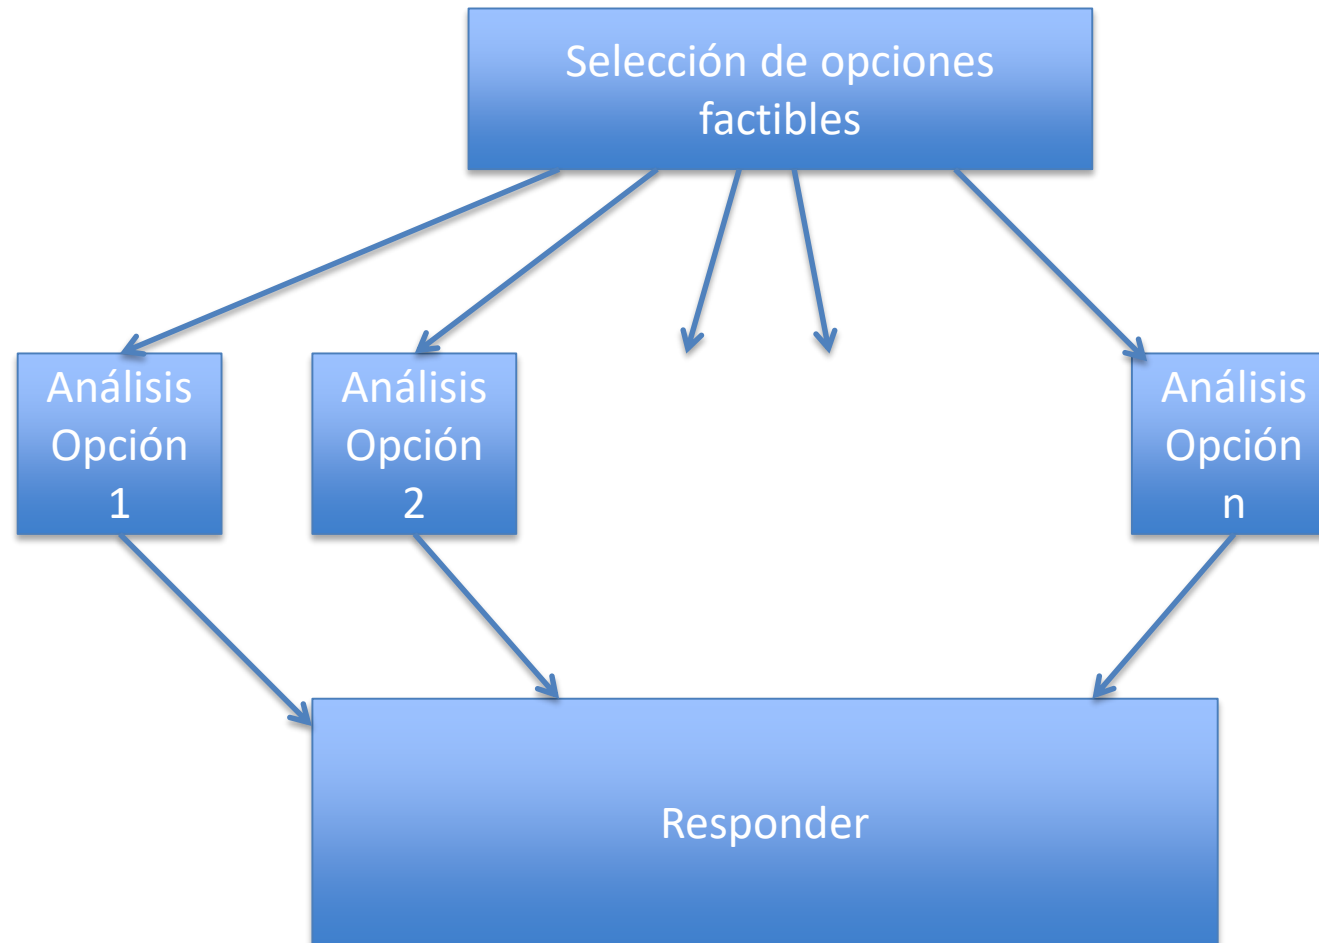 Selección de opciones
factibles
Análisis
Opción
1
Análisis
Opción
2
Análisis
Opción
n
Responder